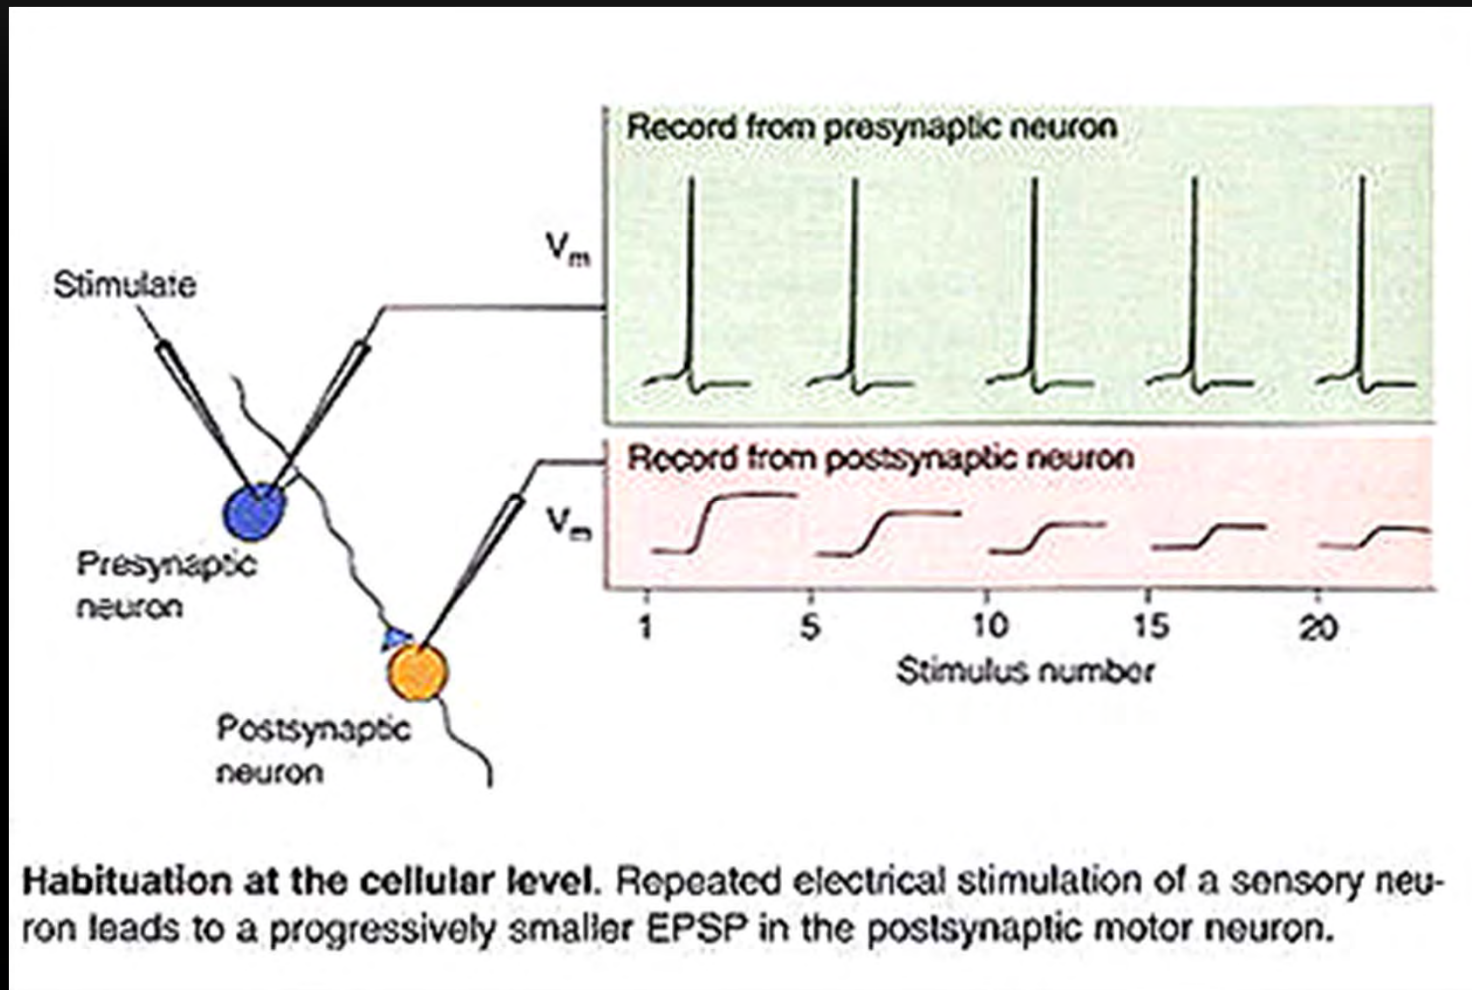 Record from presynaptic neuron
Vm
Stimulate
Record from postsynaptic neuron
Vm
Presynaptic
neuron
1 5 10 15 20
Stimulus number
Postsynaptic
neuron
Habituation at the cellular level. Repeated electrical stimulation of a sensory neu-
ron leads to a progressively smaller EPSP in the postsynaptic motor neuron.